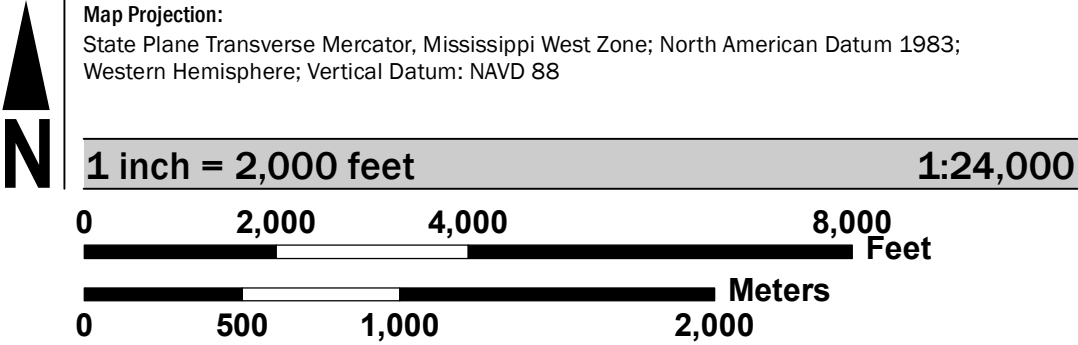 N
Map Projection:
State Plane Transverse Mercator, Mississippi West Zone; North American Datum 1983;
Western Hemisphere; Vertical Datum: NAVD 88
1 inch = 2,000 feet 1:24,000
0 2,000 4,000 8,000
Feet
Meters
0 500 1,000 2,000